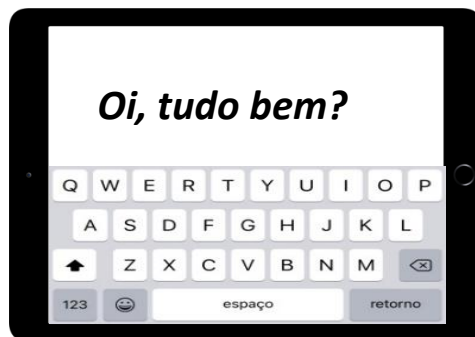 Oi, tudo bem?
Q W E R T Y U I O P
A S D F G H J K L
Z X C V B N M
123 espaço retorno